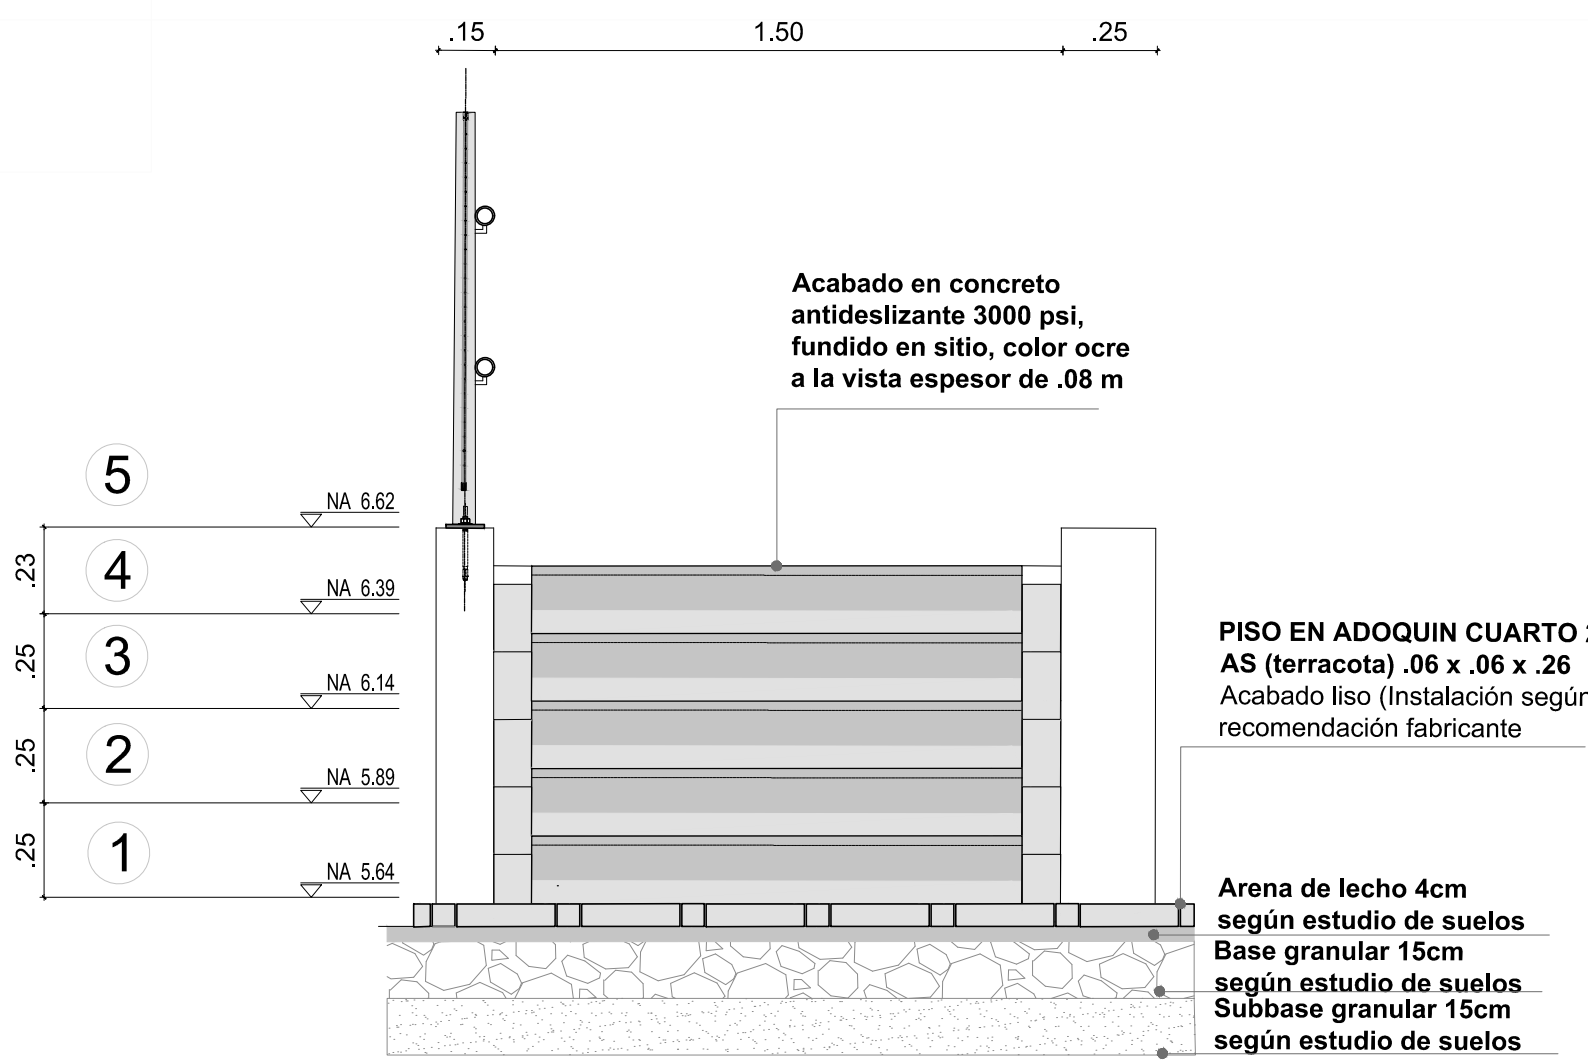 .15 1.50 .25
Acabado en concreto
antideslizante 3000 psi,
fundido en sitio, color ocre
a la vista espesor de .08 m
5
NA 6.62
.23
4
NA 6.39
.25
3
NA 6.14
.25
2
NA 5.89
.25
1
NA 5.64
PISO EN ADOQUIN CUARTO
AS (terracota) .06 x .06 x .26
Acabado liso (Instalación según
recomendación fabricante
Arena de lecho 4cm
según estudio de suelos
Base granular 15cm
según estudio de suelos
Subbase granular 15cm
según estudio de suelos